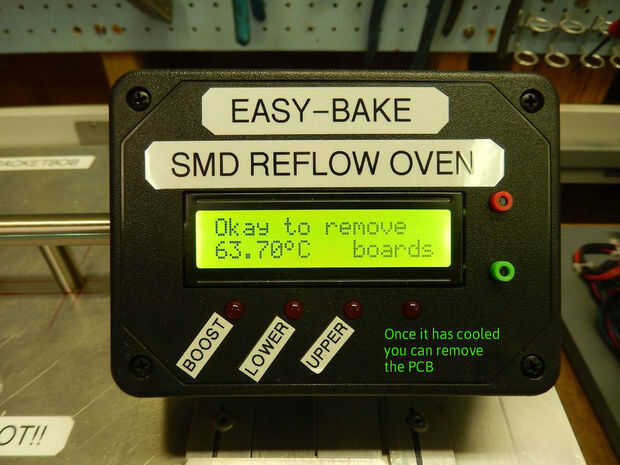 EASY-BAKE
SMD REFLOW OVEN
Okay to remove
63.70°C boards
BOOST
LOWER
UPPER
Once it has cooled
you can remove
the PCB
OT!!